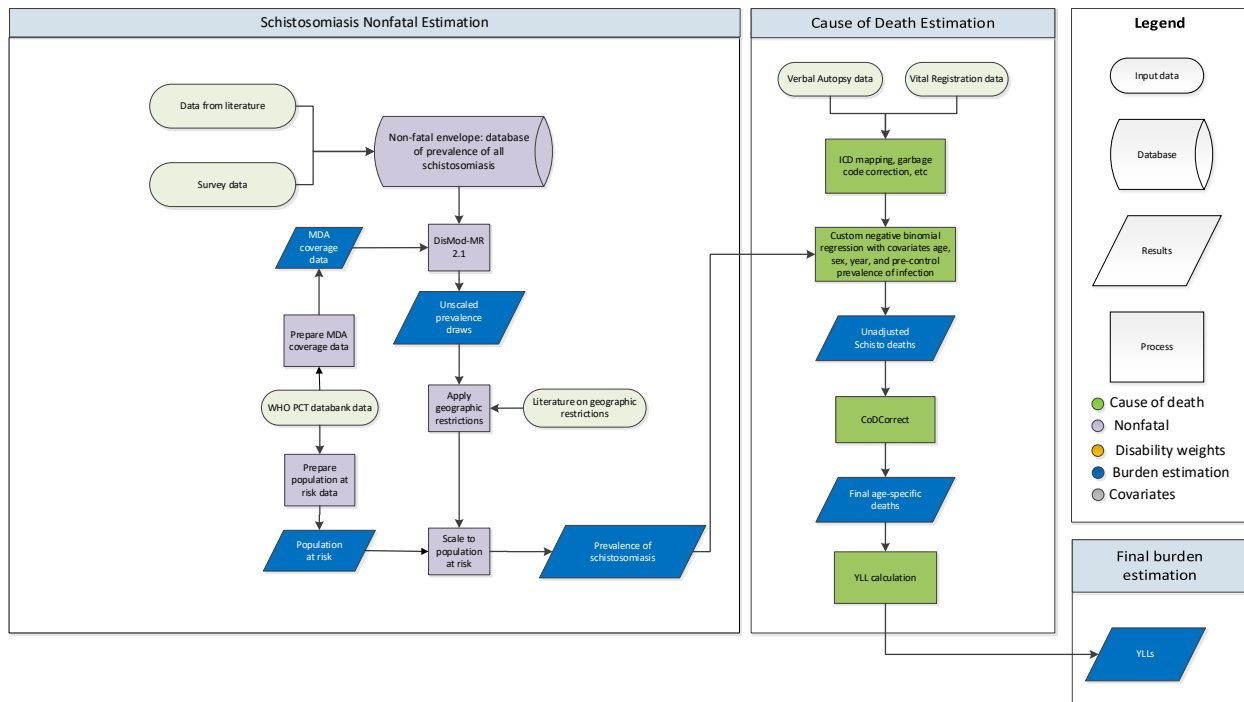 Schistosomiasis Nonfatal Estimation
Data from literature
Survey data
Non-fatal envelope: database
of prevalence of all
schistosomiasis
MDA
coverage
data
DisMod-MR
2.1
Unscaled
prevalence
draws
Prepare MDA
coverage data
WHO PCT databank data
Apply
geographic
restrictions
Literature on geographic
restrictions
Prepare
population at
risk data
Population
at risk
Scale to
population
at risk
Prevalence of
schistosomiasis
Cause of Death Estimation
Verbal Autopsy data
Vital Registration data
ICD mapping, garbage
code correction, etc
Custom negative binomial
regression with covariates age,
sex, year, and pre-control
prevalence of infection
Unadjusted
Schisto deaths
CoDCorrect
Final age-specific
deaths
YLL calculation
Legend
Input data
Database
Results
Process
Cause of death
Nonfatal
Disability weights
Burden estimation
Covariates
Final burden
estimation
YLLs